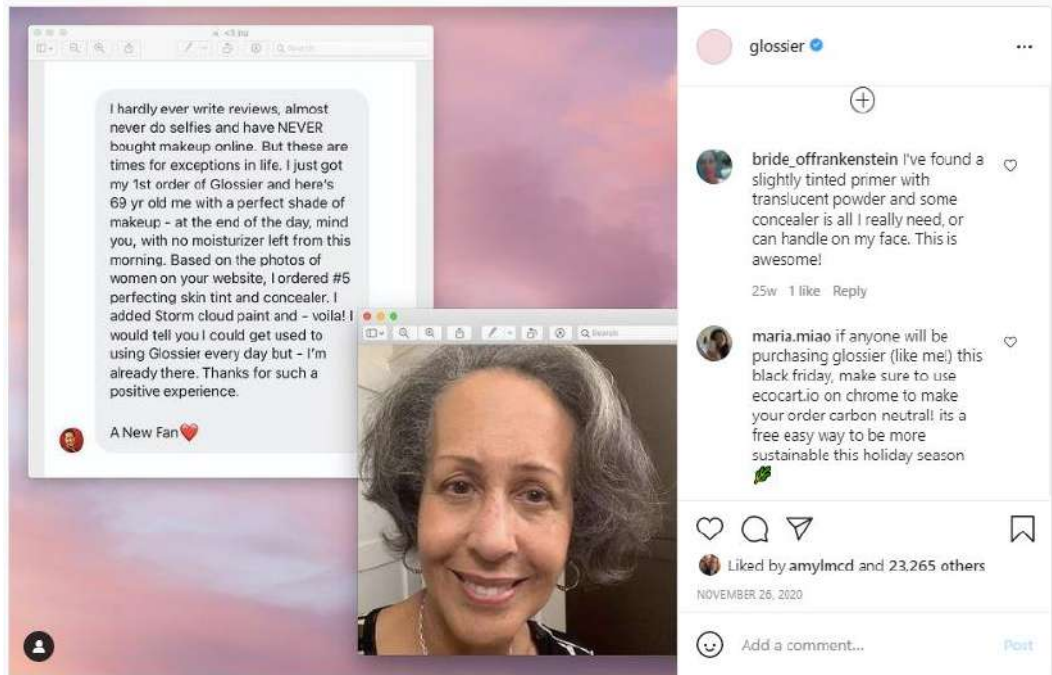 <3.jpg
Search
I hardly ever write reviews, almost
never do selfies and have NEVER
bought makeup online. But these are
times for exceptions in life. I just got
my 1st order of Glossier and here's
69 yr old me with a perfect shade of
makeup - at the end of the day, mind
you, with no moisturizer left from this
morning. Based on the photos of
women on your website, I ordered #5
perfecting skin tint and concealer. I
added Storm cloud paint and - voila! I
would tell you I could get used to
using Glossier every day but - I'm
already there. Thanks for such a
positive experience.
A New Fan❤️
Search
glossier
bride_offrankenstein I've found a
slightly tinted primer with
translucent powder and some
concealer is all I really need, or
can handle on my face. This is
awesome!
25w 1 like Reply
maria.miao if anyone will be
purchasing glossier (like me!) this
black friday, make sure to use
ecocart.io on chrome to make
your order carbon neutral! its a
free easy way to be more
sustainable this holiday season
🌿
Liked by amylmcd and 23,265 others
NOVEMBER 26, 2020
Add a comment... Post